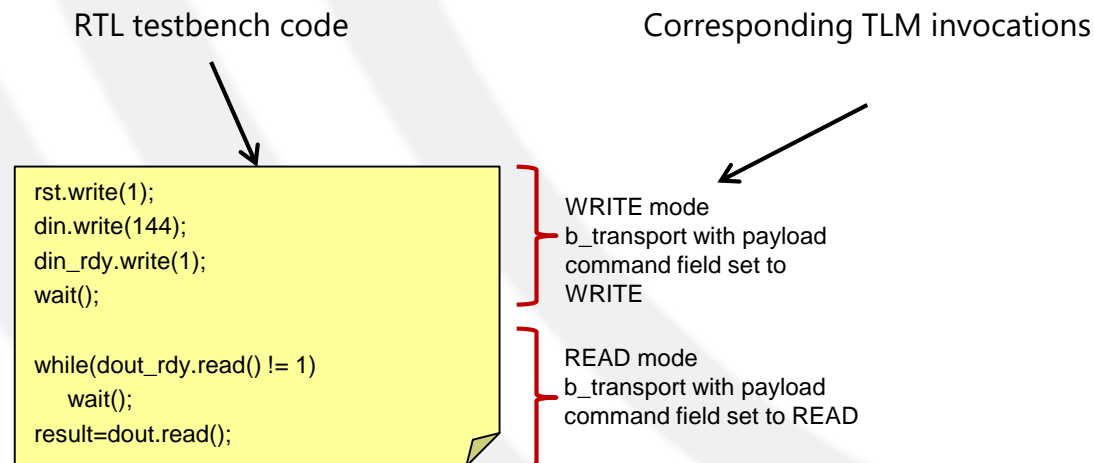 RTL testbench code
Corresponding TLM invocations
rst.write(1);
din.write(144);
din_rdy.write(1);
wait();
while(dout_rdy.read() != 1)
wait();
result=dout.read();
WRITE mode
b_transport with payload
command field set to
WRITE
READ mode
b_transport with payload
command field set to READ